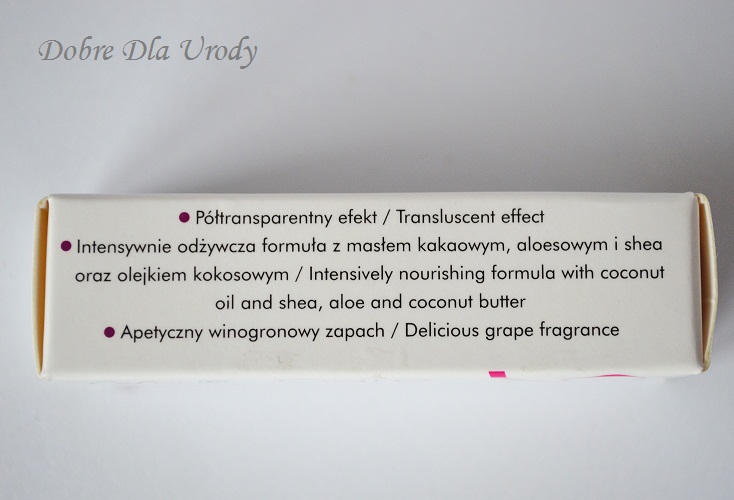 Dobre Dla Urody
● Półtransparentny efekt / Transluscent effect
● Intensywnie odżywcza formuła z masłem kakaowym, aloesowym i shea
oraz olejkiem kokosowym / Intensively nourishing formula with coconut
oil and shea, aloe and coconut butter
● Apetyczny winogronowy zapach / Delicious grape fragrance